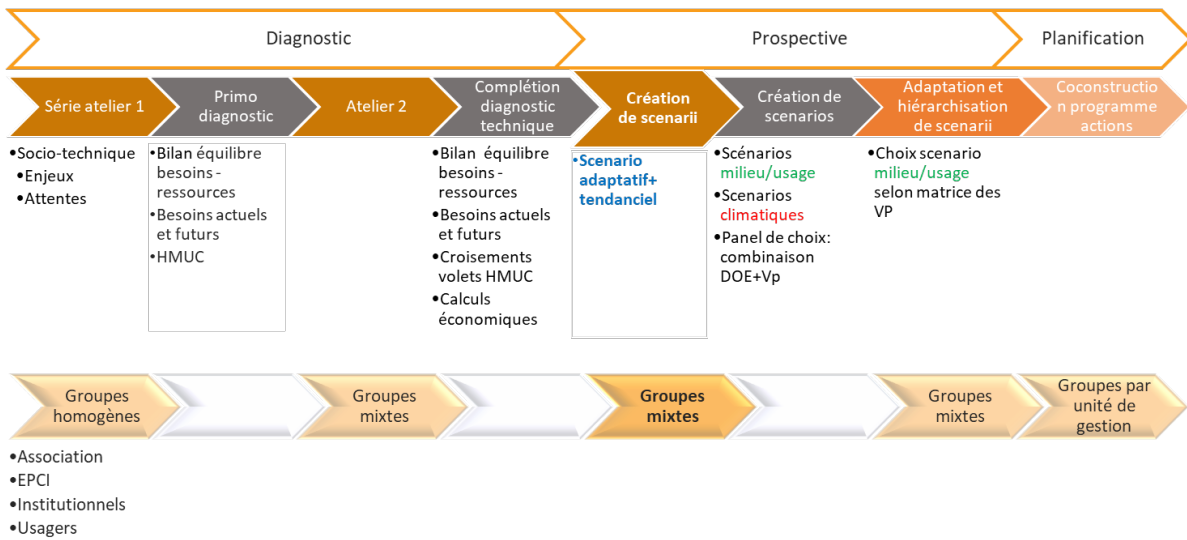 Diagnostic
Prospective
Planification
Série atelier 1
Primo
diagnostic
Atelier 2
Complétion
diagnostic
technique
Création
de scenarii
Création de
scenarios
Adaptation et
hiérarchisation
de scenarii
Coconstructio
n programme
actions
•Socio-technique
•Enjeux
•Attentes
•Bilan équilibre
besoins -
ressources
•Besoins actuels
et futurs
•HMUC
•Bilan équilibre
besoins -
ressources
•Besoins actuels
et futurs
•Croisements
volets HMUC
•Calculs
économiques
•Scenario
adaptatif+
tendanciel
•Scénarios
milieu/usage
•Scenarios
climatiques
•Panel de choix:
combinaison
DOE+Vp
•Choix scenario
milieu/usage
selon matrice des
VP
Groupes
homogènes
Groupes
mixtes
Groupes
mixtes
Groupes
mixtes
Groupes par
unité de
gestion
•Association
•EPCI
•Institutionnels
•Usagers